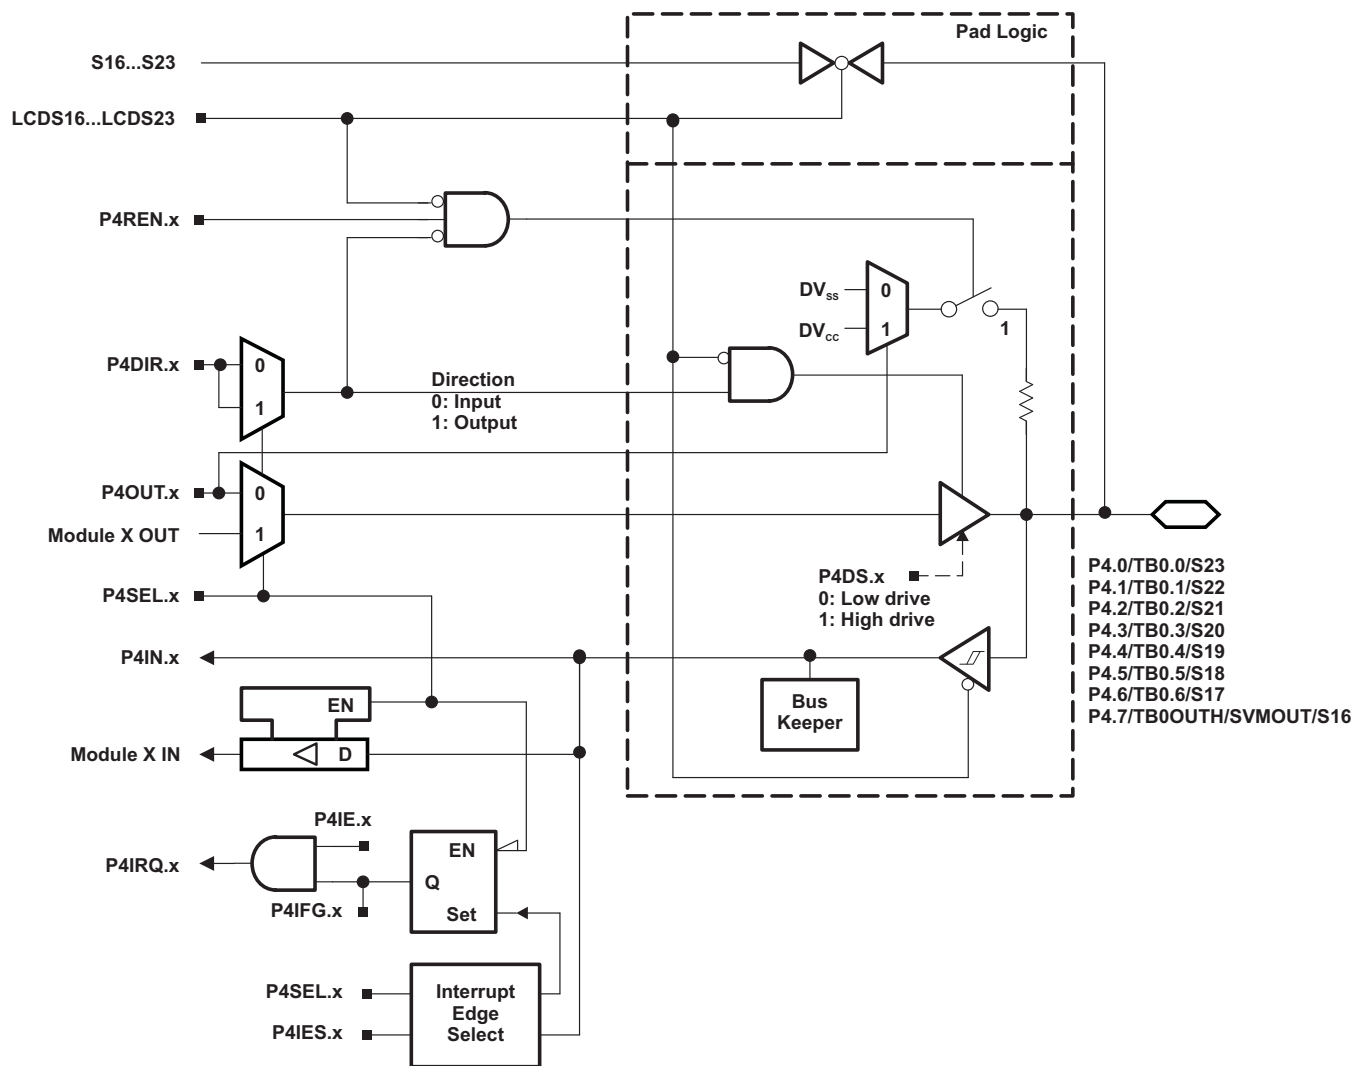 Pad Logic
S16...S23
LCDS16...LCDS23
P4REN.x
DVSS
0
DVCC
1
1
P4DIR.x
0
1
Direction
0: Input
1: Output
P4OUT.x
0
Module X OUT
1
P4DS.x
0: Low drive
1: High drive
P4.0/TB0.0/S23
P4.1/TB0.1/S22
P4.2/TB0.2/S21
P4.3/TB0.3/S20
P4.4/TB0.4/S19
P4.5/TB0.5/S18
P4.6/TB0.6/S17
P4.7/TB0OUTH/SVMOUT/S16
P4SEL.x
P4IN.x
Bus
Keeper
EN
Module X IN
D
P4IE.x
EN
P4IRQ.x
Q
P4IFG.x
Set
P4SEL.x
P4IES.x
Interrupt
Edge
Select